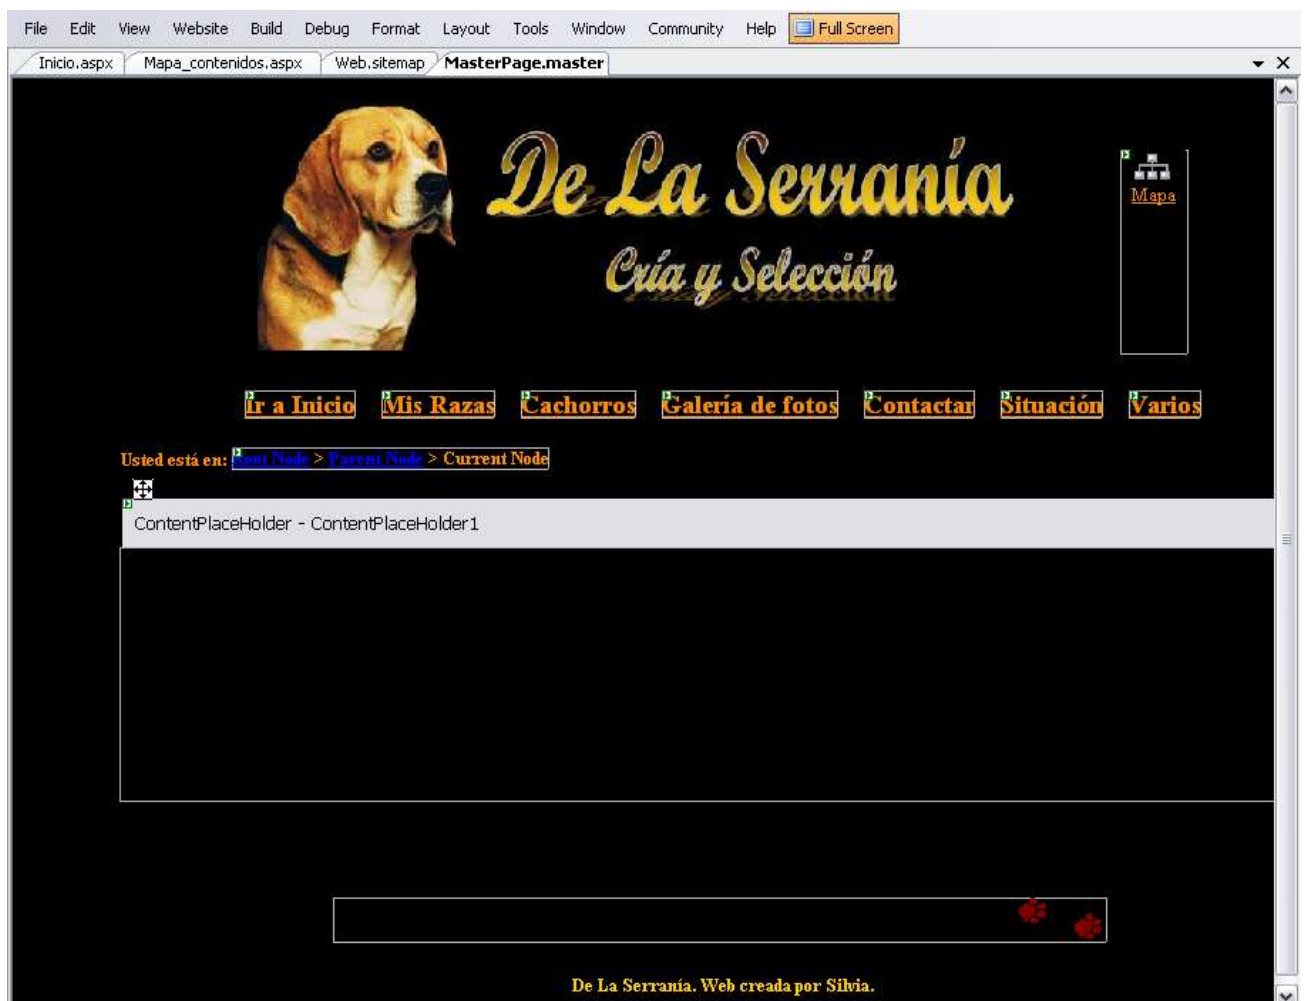 File Edit View Website Build Debug Format Layout Tools Window Community Help Full Screen
Inicio.aspx Mapa_contenidos.aspx Web.sitemap MasterPage.master
De La Serranía
Cría y Selección
Mapa
Ir a Inicio Mis Razas Cachorros Galería de fotos Contactar Situación Varios
Usted está en: Root Node > Parent Node > Current Node
ContentPlaceHolder - ContentPlaceHolder1
De La Serranía. Web creada por Silvia.